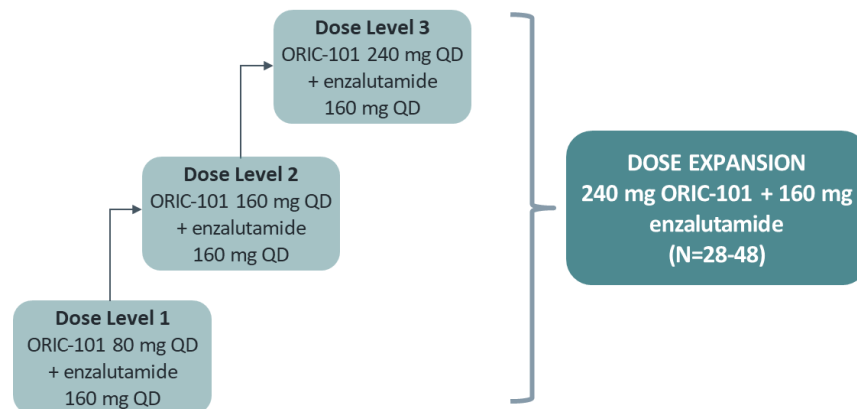 Dose Level 3
ORIC-101 240 mg QD
+ enzalutamide
160 mg QD
Dose Level 2
ORIC-101 160 mg QD
+ enzalutamide
160 mg QD
Dose Level 1
ORIC-101 80 mg QD
+ enzalutamide
160 mg QD
DOSE EXPANSION
240 mg ORIC-101 + 160 mg
enzalutamide
(N=28-48)